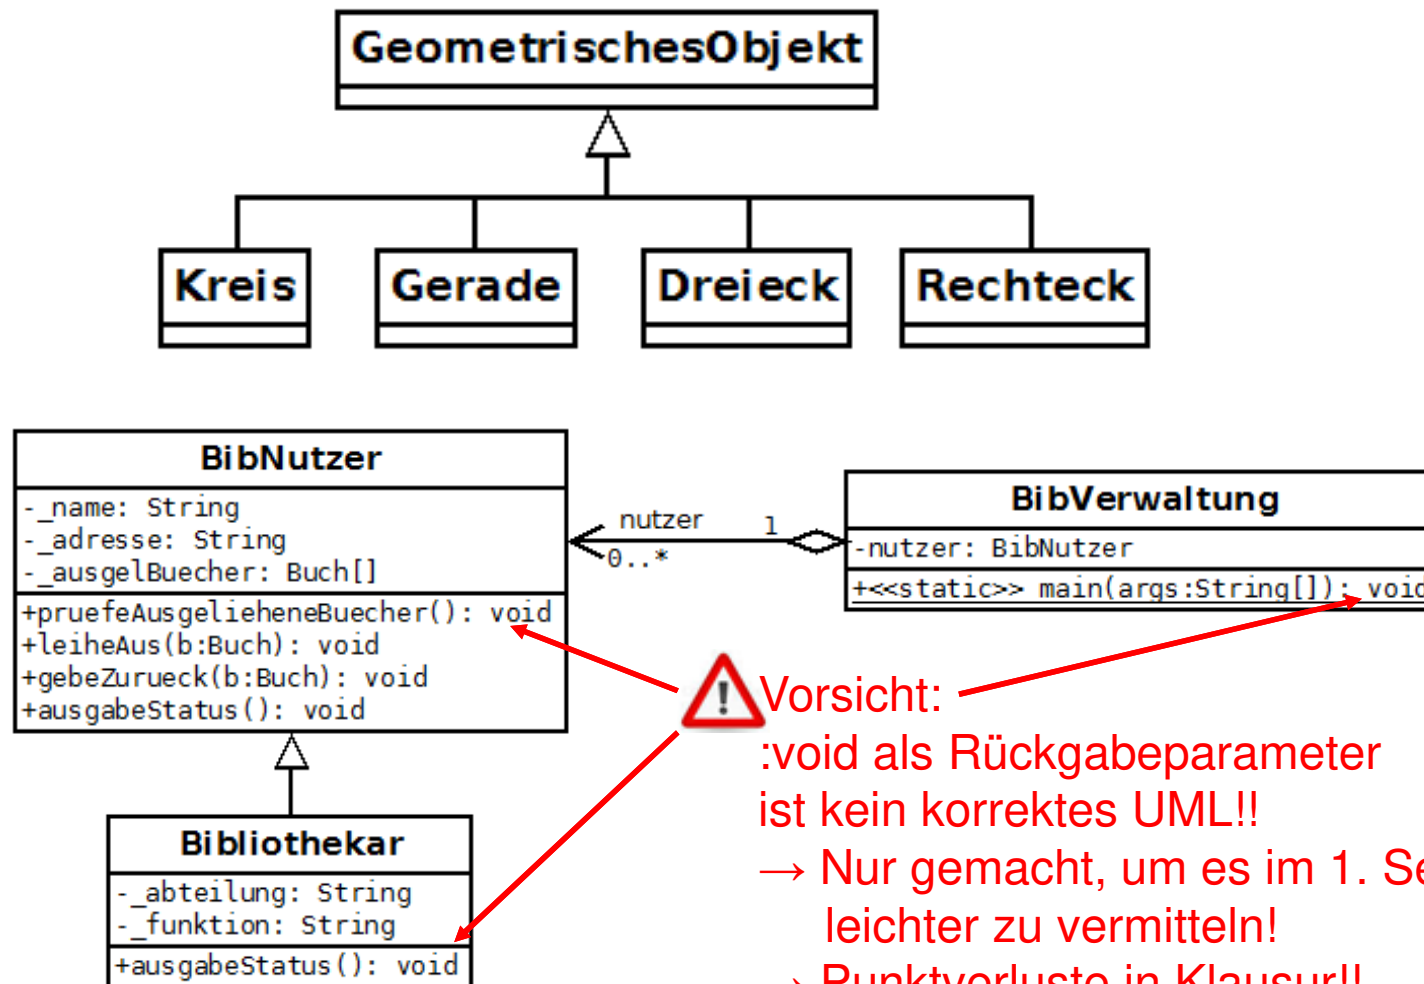 GeometrischesObjekt
Kreis
Gerade
Dreieck
Rechteck
BibNutzer
-_name: String
-_adresse: String
-_ausgelBuecher: Buch[]
+pruefeAusgelieheneBuecher(): void
+leiheAus(b:Buch): void
+gebeZurueck(b:Buch): void
+ausgabeStatus(): void
nutzer
1
0..*
BibVerwaltung
-nutzer: BibNutzer
+<<static>> main(args:String[]): void
Vorsicht:
:void als Rückgabeparameter
ist kein korrektes UML!!
→ Nur gemacht, um es im 1.
leichter zu vermitteln!
→ Punktverluste in Klausur!!
Bibliothekar
-_abteilung: String
-_funktion: String
+ausgabeStatus(): void